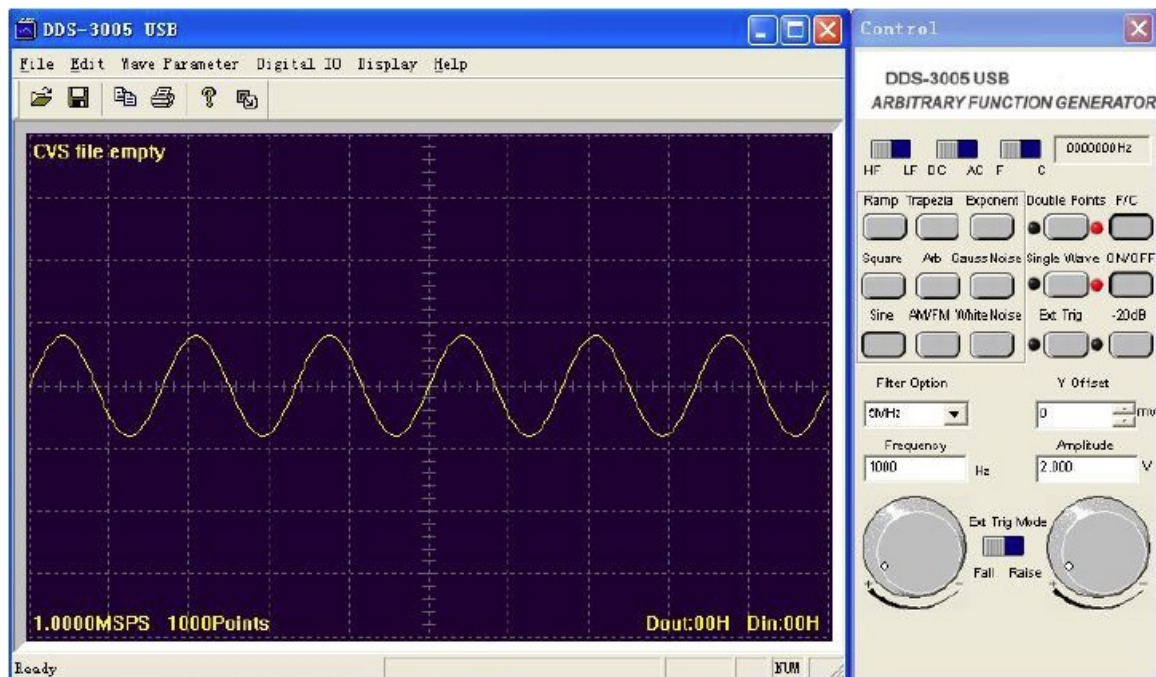 DDS-3005 USB
File Edit Wave Parameter Digital IO Display Help
CVS file empty
1.0000MSPS 1000Points Dout:00H Din:00H
Ready NUM
Control
DDS-3005 USB
ARBITRARY FUNCTION GENERATOR
0000000Hz
HF LF DC AC F C
Ramp Trapezia Exponent Double Points F/C
Square Arb Gauss Noise Single Wave ON/OFF
Sine AM/FM White Noise Ext Trig -20dB
Filter Option Y Offset
5MHz 0 mv
Frequency Amplitude
1000 Hz 2.000 V
Ext Trig Mode
Fall Raise